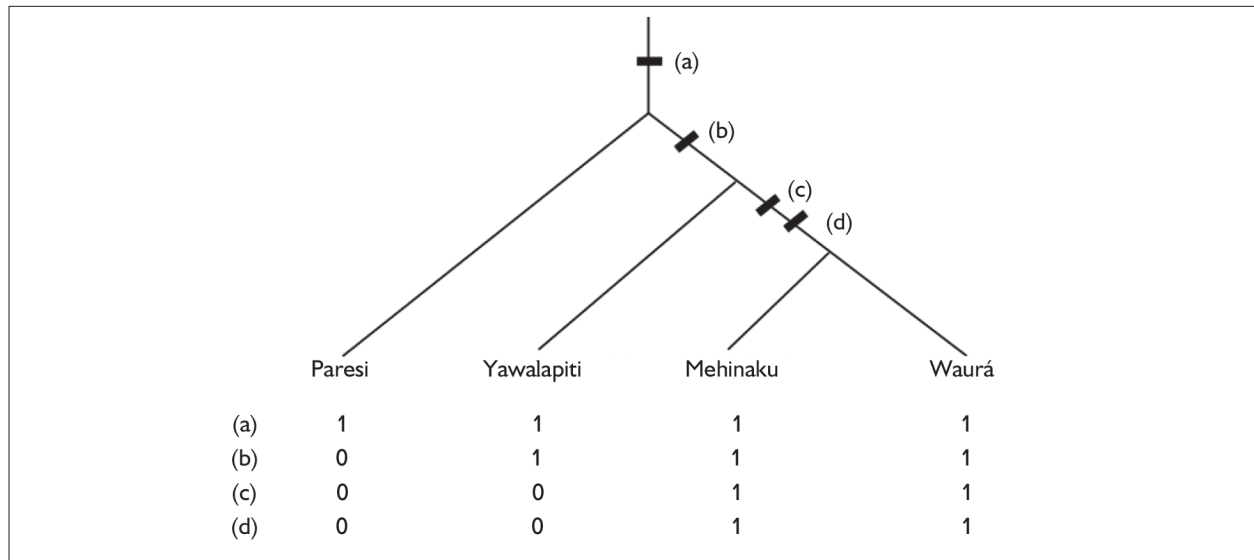 (a)
(b)
(c)
(d)
Paresi Yawalapiti Mehinaku Waurá
(a) 1 1 1 1
(b) 0 1 1 1
(c) 0 0 1 1
(d) 0 0 1 1